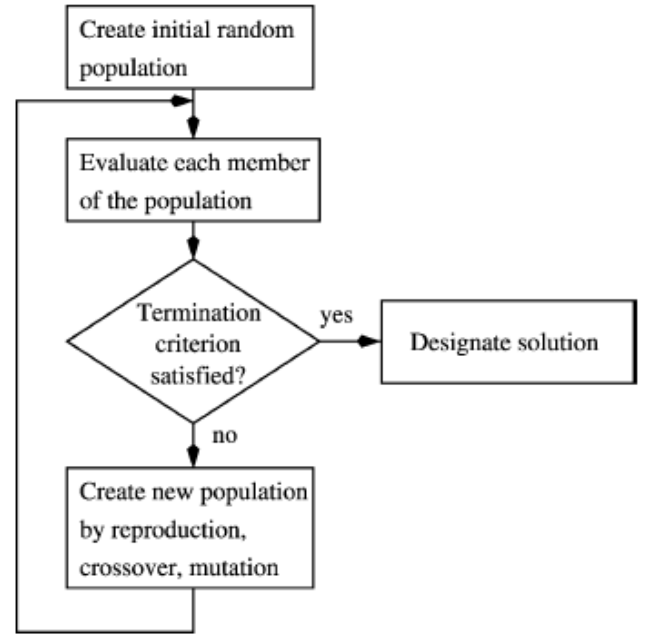 Create initial random
population
Evaluate each member
of the population
Termination
criterion
satisfied?
yes
Designate solution
no
Create new population
by reproduction,
crossover, mutation